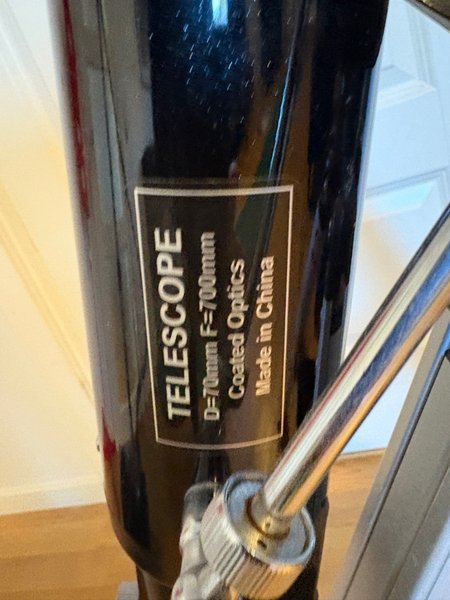 TELESCOPE
D=70mm F=700mm
Coated Optics
Made in China